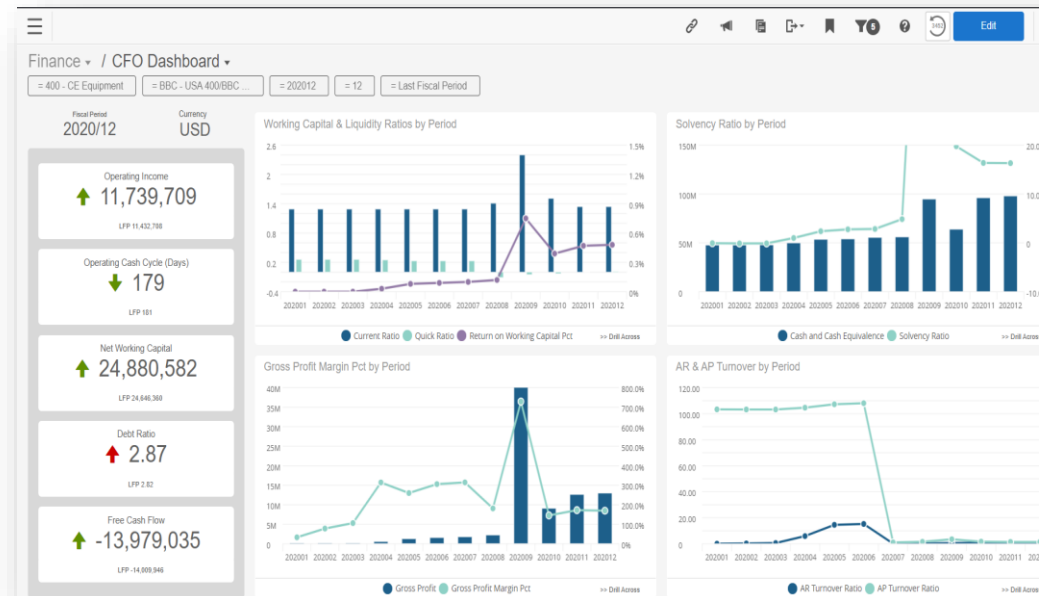 5
3492
Edit
Finance / CFO Dashboard
= 400 - CE Equipment
= BBC - USA 400/BBC ...
= 202012
= 12
= Last Fiscal Period
Fiscal Period
2020/12
Currency
USD
Operating Income
11,739,709
LFP 11,432,788
Operating Cash Cycle (Days)
179
LFP 181
Net Working Capital
24,880,582
LFP 24,646,360
Debt Ratio
2.87
LFP 2.82
Free Cash Flow
-13,979,035
LFP -14,009,946
Working Capital & Liquidity Ratios by Period
2.6
2
1.4
0.8
0.2
-0.4
1.5%
1.2%
0.9%
0.6%
0.3%
0%
202001 202002 202003 202004 202005 202006 202007 202008 202009 202010 202011 202012
Current Ratio Quick Ratio Return on Working Capital Pct
>> Drill Across
Solvency Ratio by Period
150M
100M
50M
0
20.0
10.0
0
-10.0
202001 202002 202003 202004 202005 202006 202007 202008 202009 202010 202011 202012
Cash and Cash Equivalence Solvency Ratio
>> Drill Across
Gross Profit Margin Pct by Period
40M
35M
30M
25M
20M
15M
10M
5M
0
800.0%
700.0%
600.0%
500.0%
400.0%
300.0%
200.0%
100.0%
0%
202001 202002 202003 202004 202005 202006 202007 202008 202009 202010 202011 202012
Gross Profit Gross Profit Margin Pct
>> Drill Across
AR & AP Turnover by Period
120.00
100.00
80.00
60.00
40.00
20.00
0
202001 202002 202003 202004 202005 202006 202007 202008 202009 202010 202011 202
AR Turnover Ratio AP Turnover Ratio
>> Drill Across